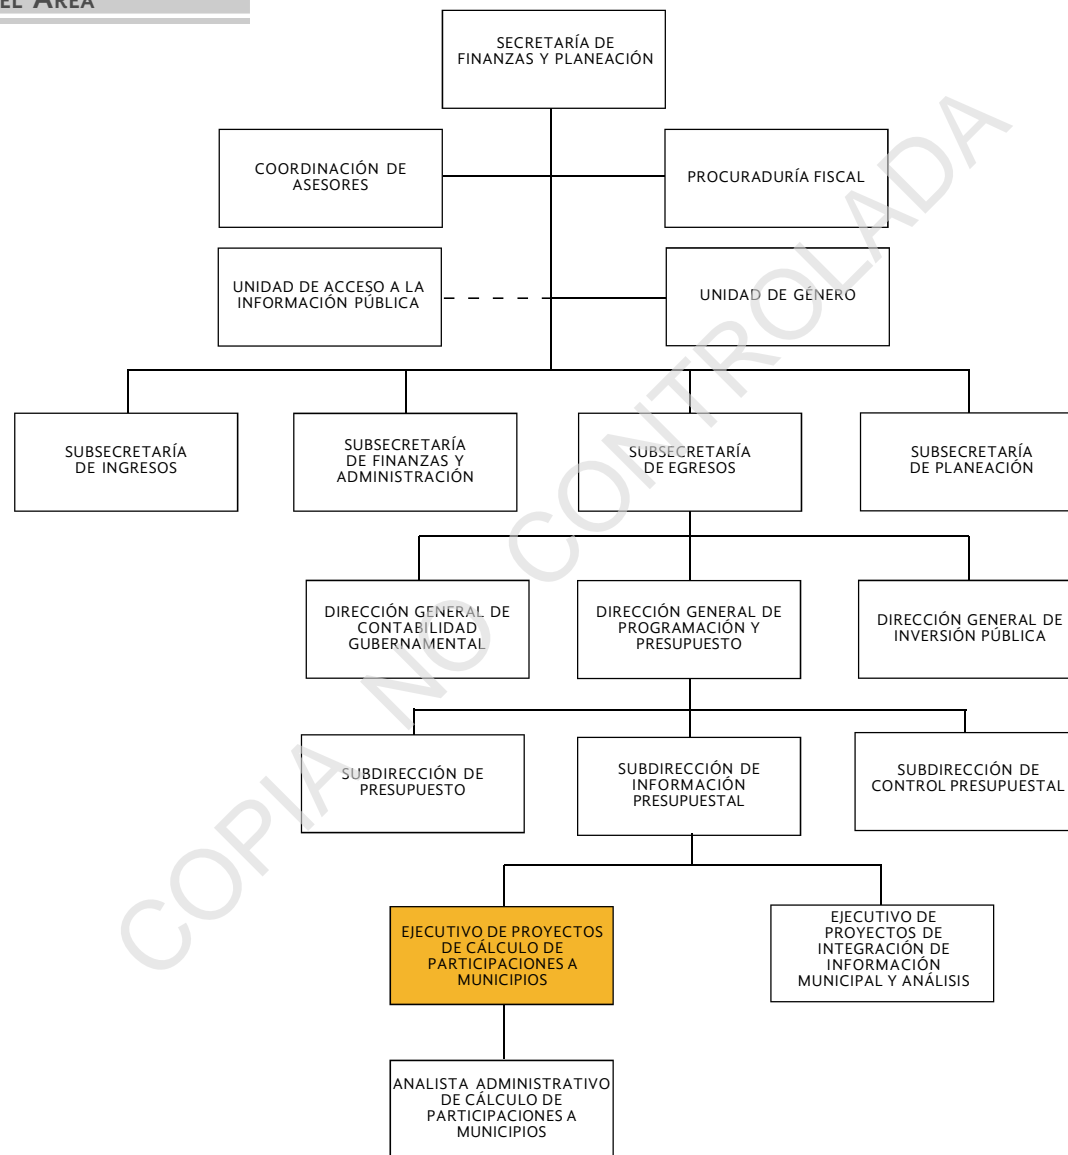 EL ÁREA
SECRETARÍA DE
FINANZAS Y PLANEACIÓN
COORDINACIÓN DE
ASESORES
PROCURADURÍA FISCAL
UNIDAD DE ACCESO A LA
INFORMACIÓN PÚBLICA
UNIDAD DE GÉNERO
SUBSECRETARÍA
DE INGRESOS
SUBSECRETARÍA
DE FINANZAS Y
ADMINISTRACIÓN
SUBSECRETARÍA
DE EGRESOS
SUBSECRETARÍA
DE PLANEACIÓN
DIRECCIÓN GENERAL DE
CONTABILIDAD
GUBERNAMENTAL
DIRECCIÓN GENERAL DE
PROGRAMACIÓN Y
PRESUPUESTO
DIRECCIÓN GENERAL DE
INVERSIÓN PÚBLICA
SUBDIRECCIÓN DE
PRESUPUESTO
SUBDIRECCIÓN DE
INFORMACIÓN
PRESUPUESTAL
SUBDIRECCIÓN DE
CONTROL PRESUPUESTAL
EJECUTIVO DE PROYECTOS
DE CÁLCULO DE
PARTICIPACIONES A
MUNICIPIOS
EJECUTIVO DE
PROYECTOS DE
INTEGRACIÓN DE
INFORMACIÓN
MUNICIPAL Y ANÁLISIS
ANALISTA ADMINISTRATIVO
DE CÁLCULO DE
PARTICIPACIONES A
MUNICIPIOS
COPIA NO CONTROLADA